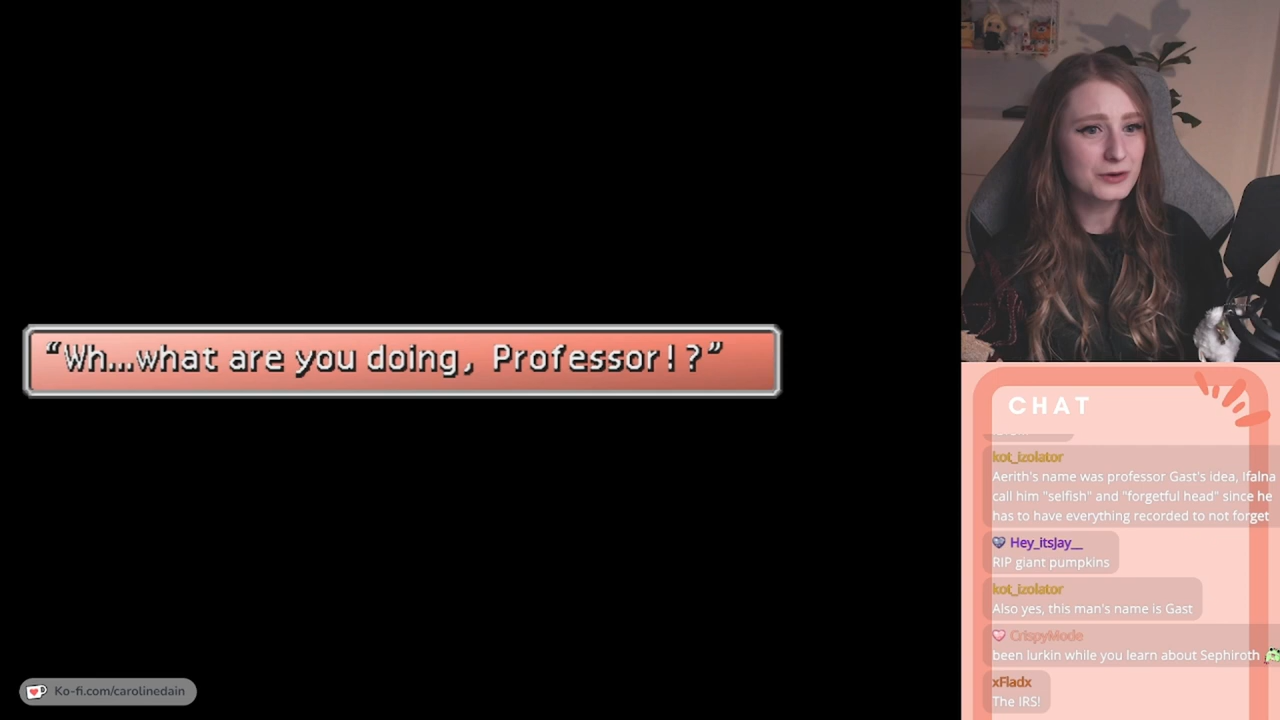 “Wh...what are you doing, Professor!?”
CHAT
kot_izolator
Aerith's name was professor Gast's idea, Ifalna
call him "selfish" and "forgetful head" since he
has to have everything recorded to not forget
Hey_itsJay__
RIP giant pumpkins
kot_izolator
Also yes, this man's name is Gast
CrispyMode
been lurkin while you learn about Sephiroth
xFladx
The IRS!
Ko-fi.com/carolinedain